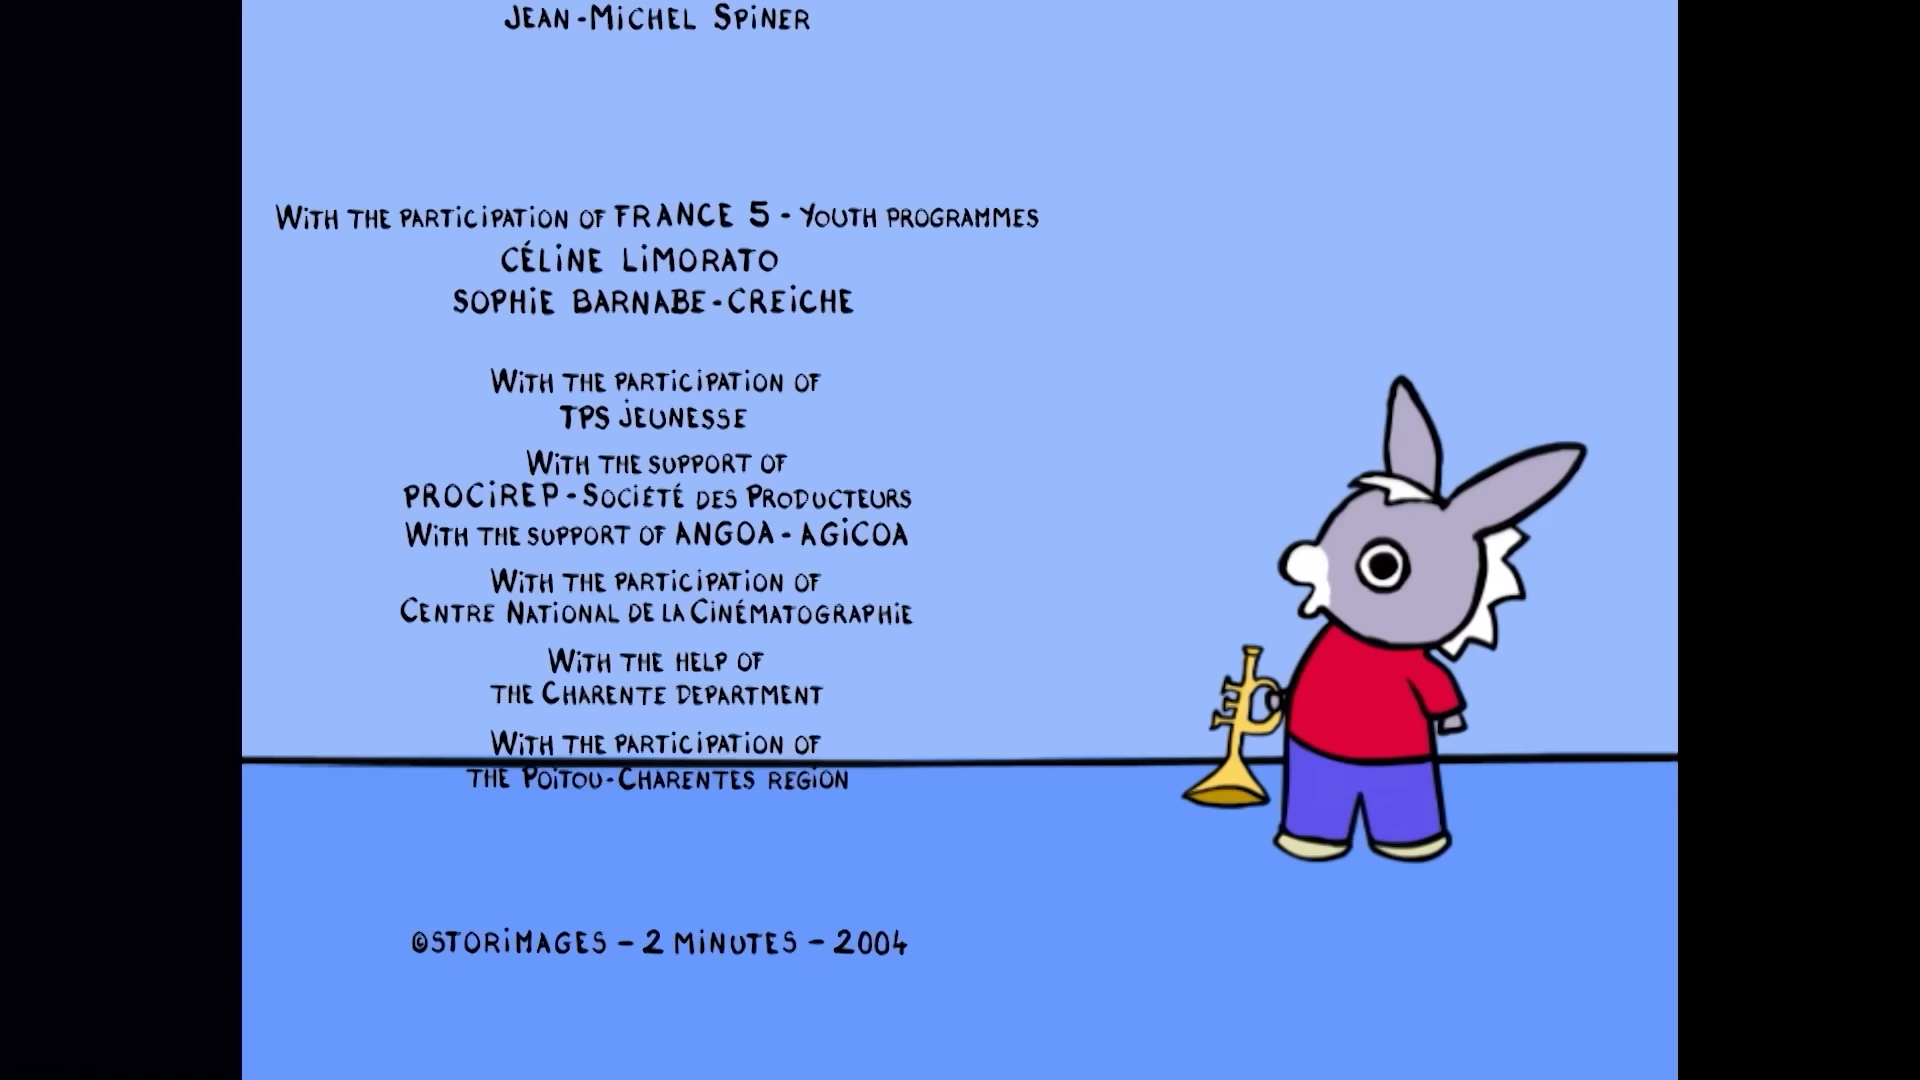 JEAN-MiCHEL SPiNER
WiTH THE PARTiCiPATiON OF FRANCE 5 - YOUTH PROGRAMMES
CÉLiNE LiMORATO
SOPHiE BARNABE-CREiCHE
WiTH THE PARTiCiPATiON OF
TPS JEUNESSE
WiTH THE SUPPORT OF
PROCiREP - SOCiÉTÉ DES PRODUCTEURS
WiTH THE SUPPORT OF ANGOA - AGiCOA
WiTH THE PARTiCiPATiON OF
CENTRE NATiONAL DE LA CiNÉMATOGRAPHiE
WiTH THE HELP OF
THE CHARENTE DEPARTMENT
WiTH THE PARTiCiPATiON OF
THE POiTOU-CHARENTES REGiON
©STORiMAGES – 2 MiNUTES – 2004